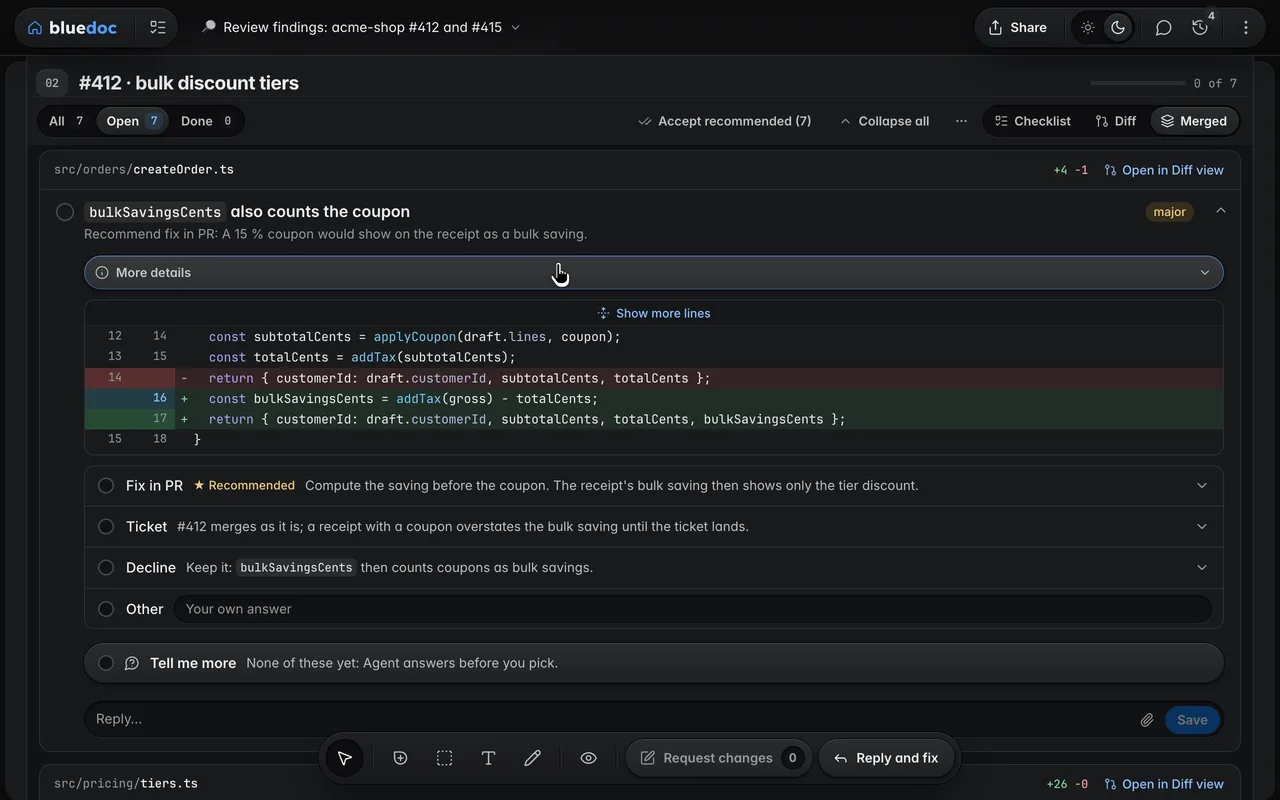 bluedoc
Review findings: acme-shop #412 and #415
Share
4
02 #412 · bulk discount tiers
0 of 7
All 7 Open 7 Done 0
Accept recommended (7) Collapse all ··· Checklist Diff Merged
src/orders/createOrder.ts
+4 -1 Open in Diff view
bulkSavingsCents also counts the coupon
major
Recommend fix in PR: A 15 % coupon would show on the receipt as a bulk saving.
More details
Show more lines
12 14 const subtotalCents = applyCoupon(draft.lines, coupon);
13 15 const totalCents = addTax(subtotalCents);
14 - return { customerId: draft.customerId, subtotalCents, totalCents };
16 + const bulkSavingsCents = addTax(gross) - totalCents;
17 + return { customerId: draft.customerId, subtotalCents, totalCents, bulkSavingsCents };
15 18 }
Fix in PR ★ Recommended Compute the saving before the coupon. The receipt's bulk saving then shows only the tier discount.
Ticket #412 merges as it is; a receipt with a coupon overstates the bulk saving until the ticket lands.
Decline Keep it: bulkSavingsCents then counts coupons as bulk savings.
Other Your own answer
Tell me more None of these yet: Agent answers before you pick.
Reply...
Save
Request changes 0 Reply and fix
src/pricing/tiers.ts
+26 -0 Open in Diff view